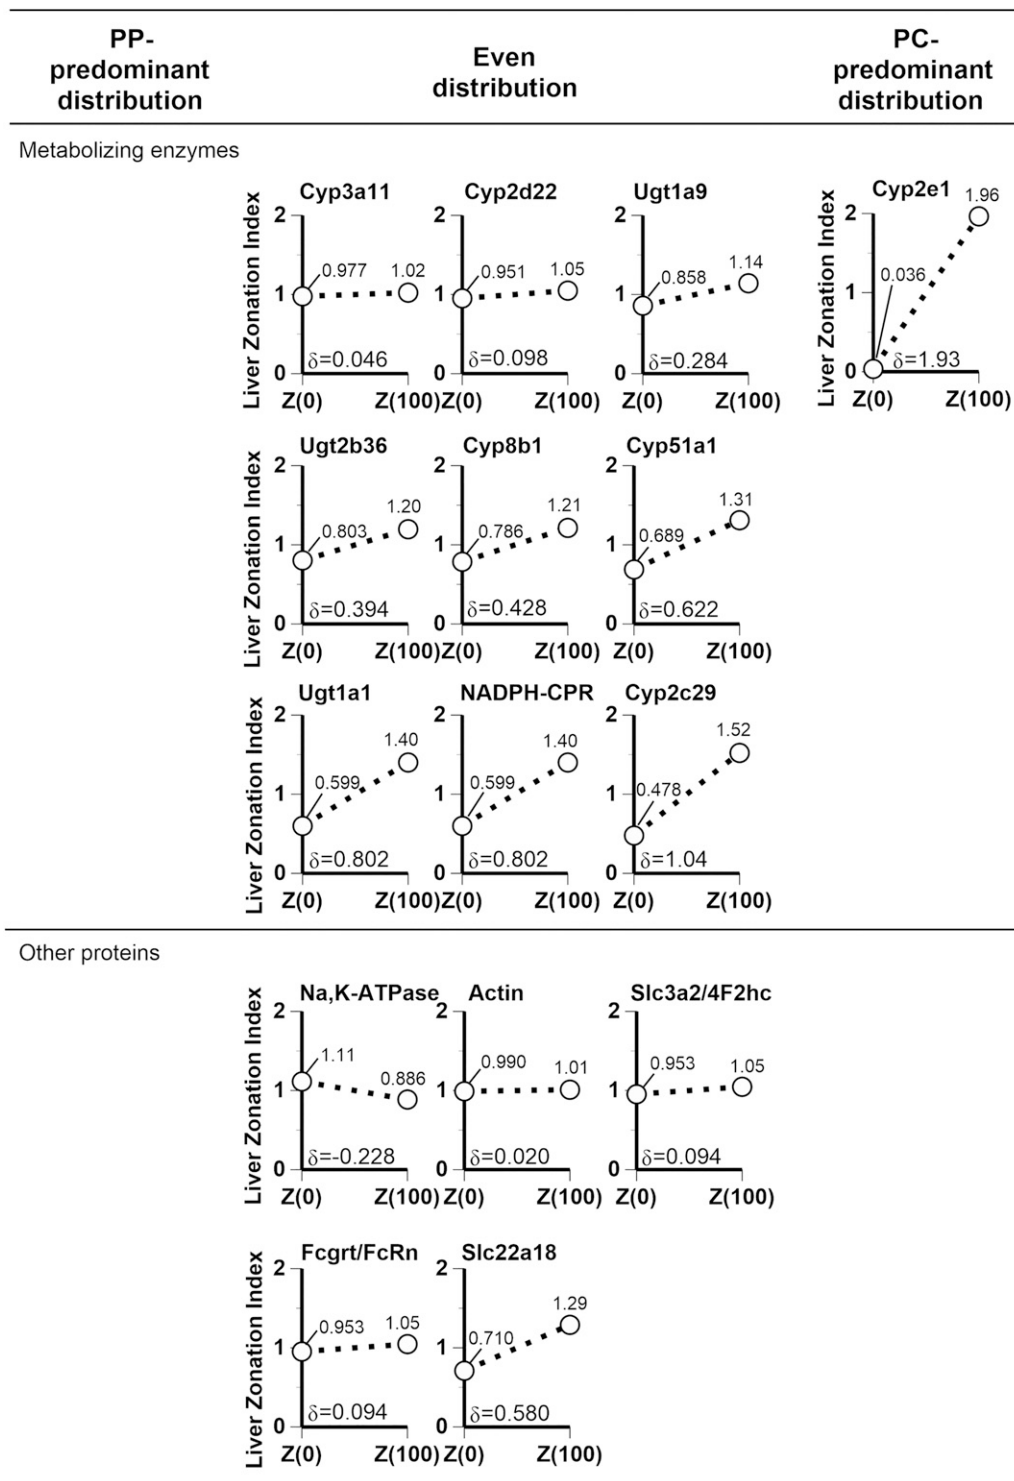 PP-
predominant
distribution
Even
distribution
PC-
predominant
distribution
Metabolizing enzymes
Cyp3a11
Liver Zonation Index
2
1
0
0.977
1.02
δ=0.046
Z(0)
Z(100)
Cyp2d22
2
1
0
0.951
1.05
δ=0.098
Z(0)
Z(100)
Ugt1a9
2
1
0
0.858
1.14
δ=0.284
Z(0)
Z(100)
Cyp2e1
Liver Zonation Index
2
1
0
0.036
1.96
δ=1.93
Z(0)
Z(100)
Ugt2b36
Liver Zonation Index
2
1
0
0.803
1.20
δ=0.394
Z(0)
Z(100)
Cyp8b1
2
1
0
0.786
1.21
δ=0.428
Z(0)
Z(100)
Cyp51a1
2
1
0
0.689
1.31
δ=0.622
Z(0)
Z(100)
Ugt1a1
Liver Zonation Index
2
1
0
0.599
1.40
δ=0.802
Z(0)
Z(100)
NADPH-CPR
2
1
0
0.599
1.40
δ=0.802
Z(0)
Z(100)
Cyp2c29
2
1
0
0.478
1.52
δ=1.04
Z(0)
Z(100)
Other proteins
Na,K-ATPase
Liver Zonation Index
2
1
0
1.11
0.886
δ=-0.228
Z(0)
Z(100)
Actin
2
1
0
0.990
1.01
δ=0.020
Z(0)
Z(100)
Slc3a2/4F2hc
2
1
0
0.953
1.05
δ=0.094
Z(0)
Z(100)
Fcgrt/FcRn
Liver Zonation Index
2
1
0
0.953
1.05
δ=0.094
Z(0)
Z(100)
Slc22a18
2
1
0
0.710
1.29
δ=0.580
Z(0)
Z(100)